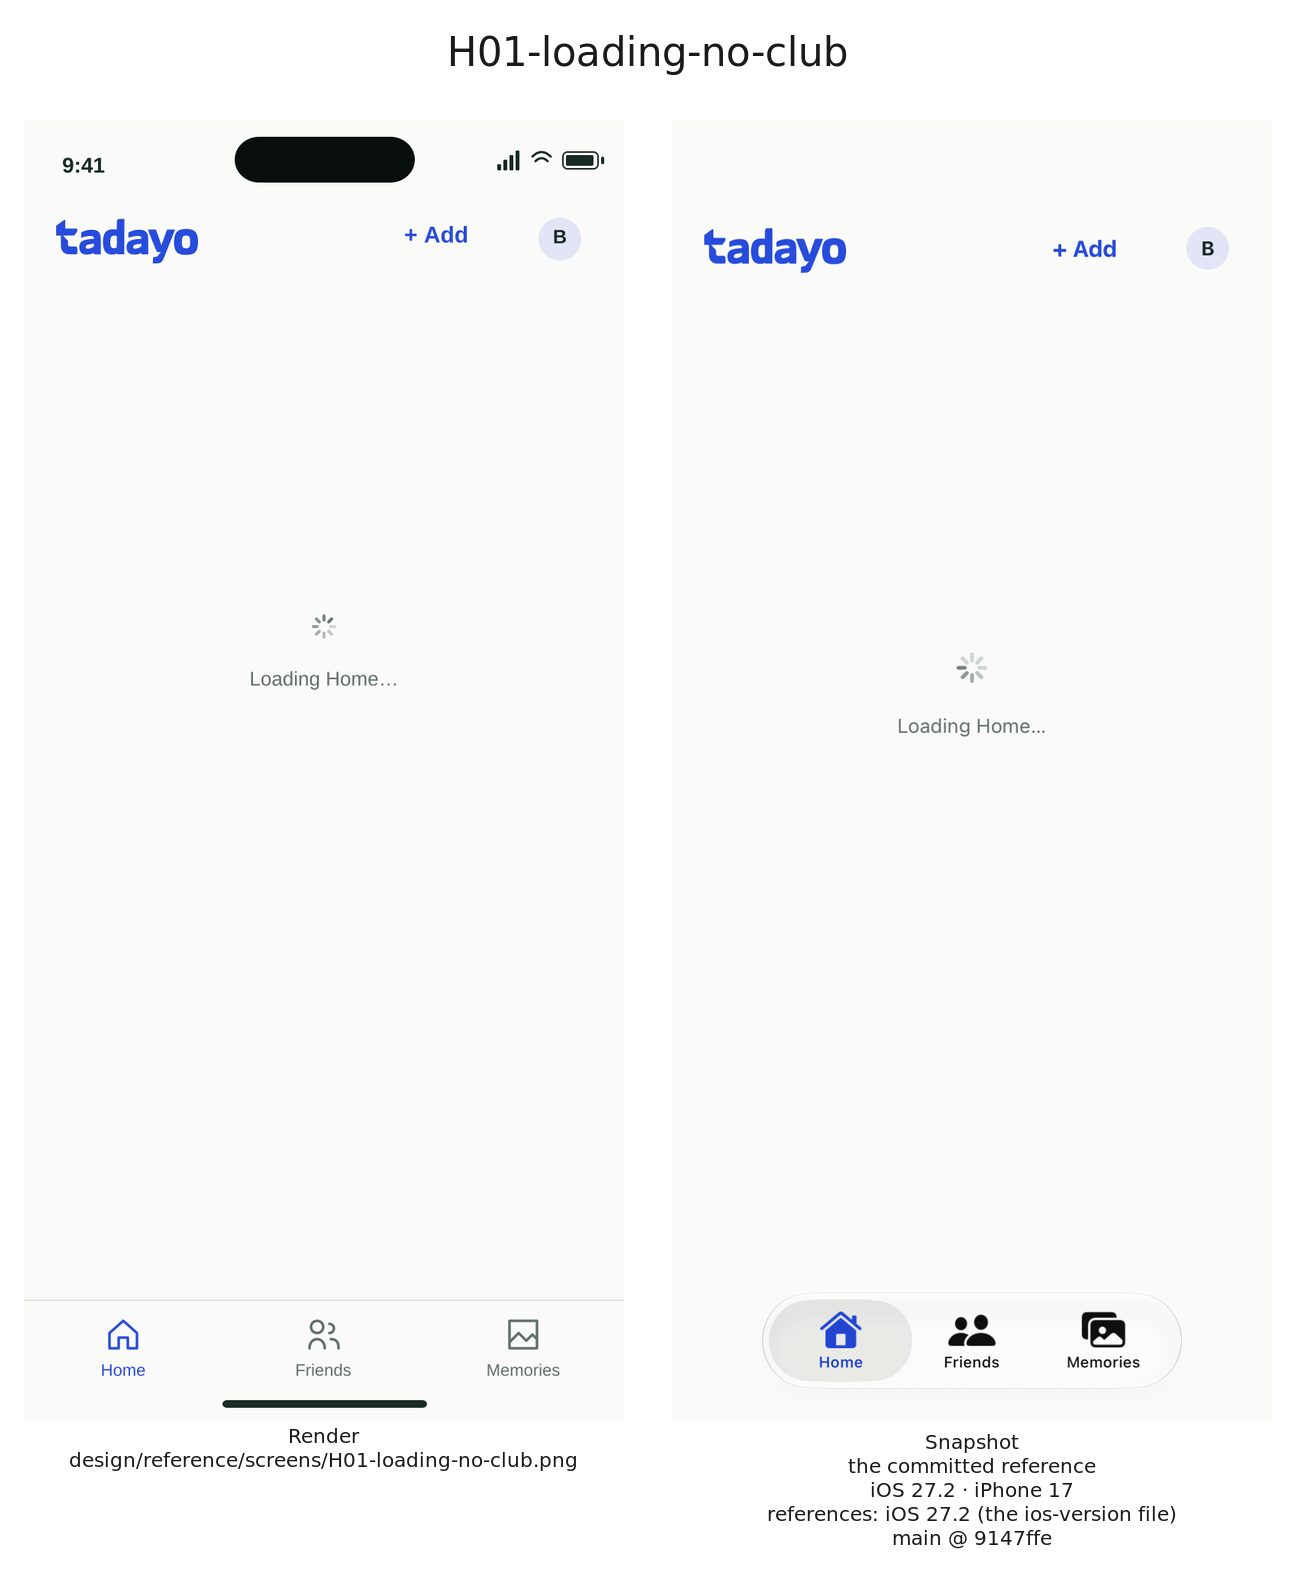 H01-loading-no-club
9:41
tadayo
+ Add
B
Loading Home...
Home
Friends
Memories
Render
design/reference/screens/H01-loading-no-club.png
tadayo
+ Add
B
Loading Home...
Home
Friends
Memories
Snapshot
the committed reference
iOS 27.2 · iPhone 17
references: iOS 27.2 (the ios-version file)
main @ 9147ffe